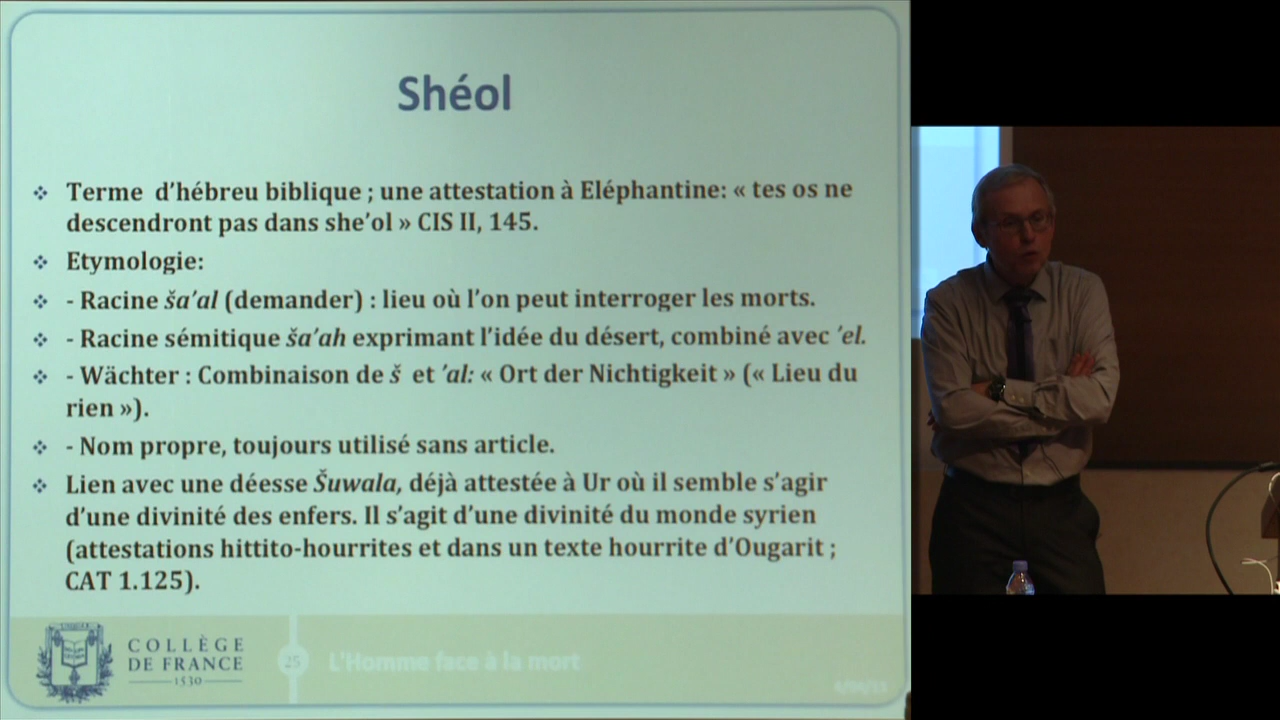 Shéol
❖ Terme d'hébreu biblique ; une attestation à Eléphantine: « tes os ne
descendront pas dans she'ol » CIS II, 145.
❖ Etymologie:
❖ - Racine ša'al (demander) : lieu où l'on peut interroger les morts.
❖ - Racine sémitique ša'ah exprimant l'idée du désert, combiné avec 'el.
❖ - Wächter : Combinaison de š et 'al: « Ort der Nichtigkeit » (« Lieu du
rien »).
❖ - Nom propre, toujours utilisé sans article.
❖ Lien avec une déesse Šuwala, déjà attestée à Ur où il semble s'agir
d'une divinité des enfers. Il s'agit d'une divinité du monde syrien
(attestations hittito-hourrites et dans un texte hourrite d'Ougarit ;
CAT 1.125).
COLLÈGE
DE FRANCE
1530
25
L'Homme face à la mort